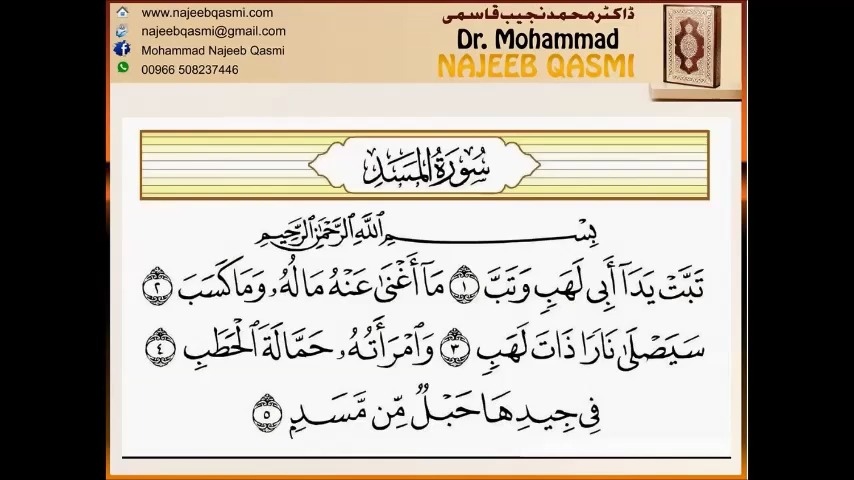 www.najeebqasmi.com
najeebqasmi@gmail.com
Mohammad Najeeb Qasmi
00966 508237446
ڈاکٹر محمد نجیب قاسمی
Dr. Mohammad
NAJEEB QASMI
سُورَةُ المَسَدِ
بِسْمِ اللَّهِ الرَّحْمَٰنِ الرَّحِيمِ
تَبَّتْ يَدَآ أَبِي لَهَبٍ وَتَبَّ ١ مَآ أَغْنَىٰ عَنْهُ مَالُهُۥ وَمَا كَسَبَ ٢
سَيَصْلَىٰ نَارًا ذَاتَ لَهَبٍ ٣ وَٱمْرَأَتُهُۥ حَمَّالَةَ ٱلْحَطَبِ ٤
فِي جِيدِهَا حَبْلٌ مِّن مَّسَدٍۭ ٥